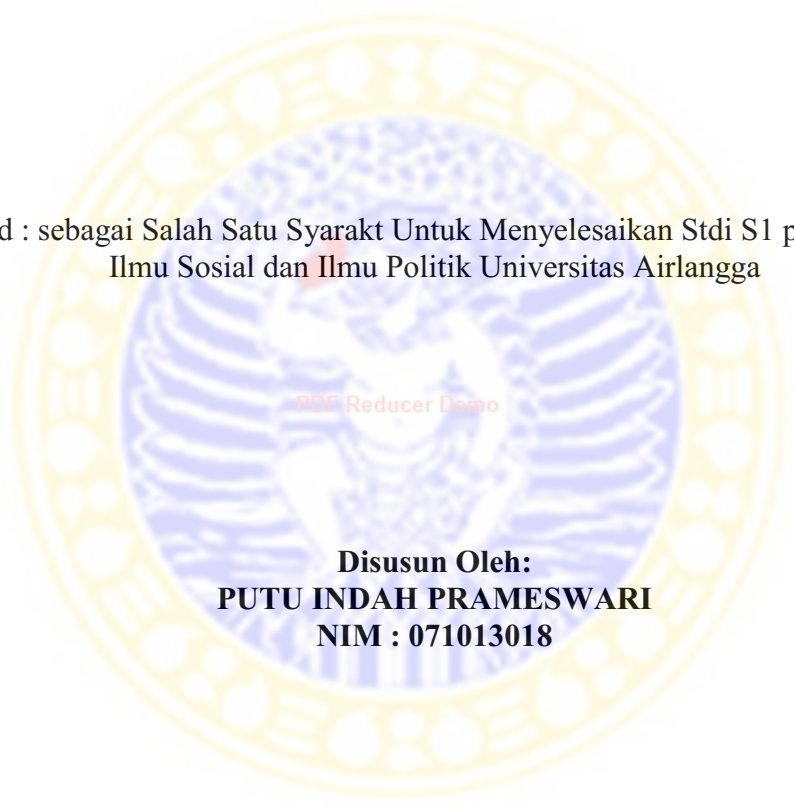 d : sebagai Salah Satu Syarakt Untuk Menyelesaikan Stdi S1 p
Ilmu Sosial dan Ilmu Politik Universitas Airlangga
PDF Reducer Demo
Disusun Oleh:
PUTU INDAH PRAMESWARI
NIM : 071013018